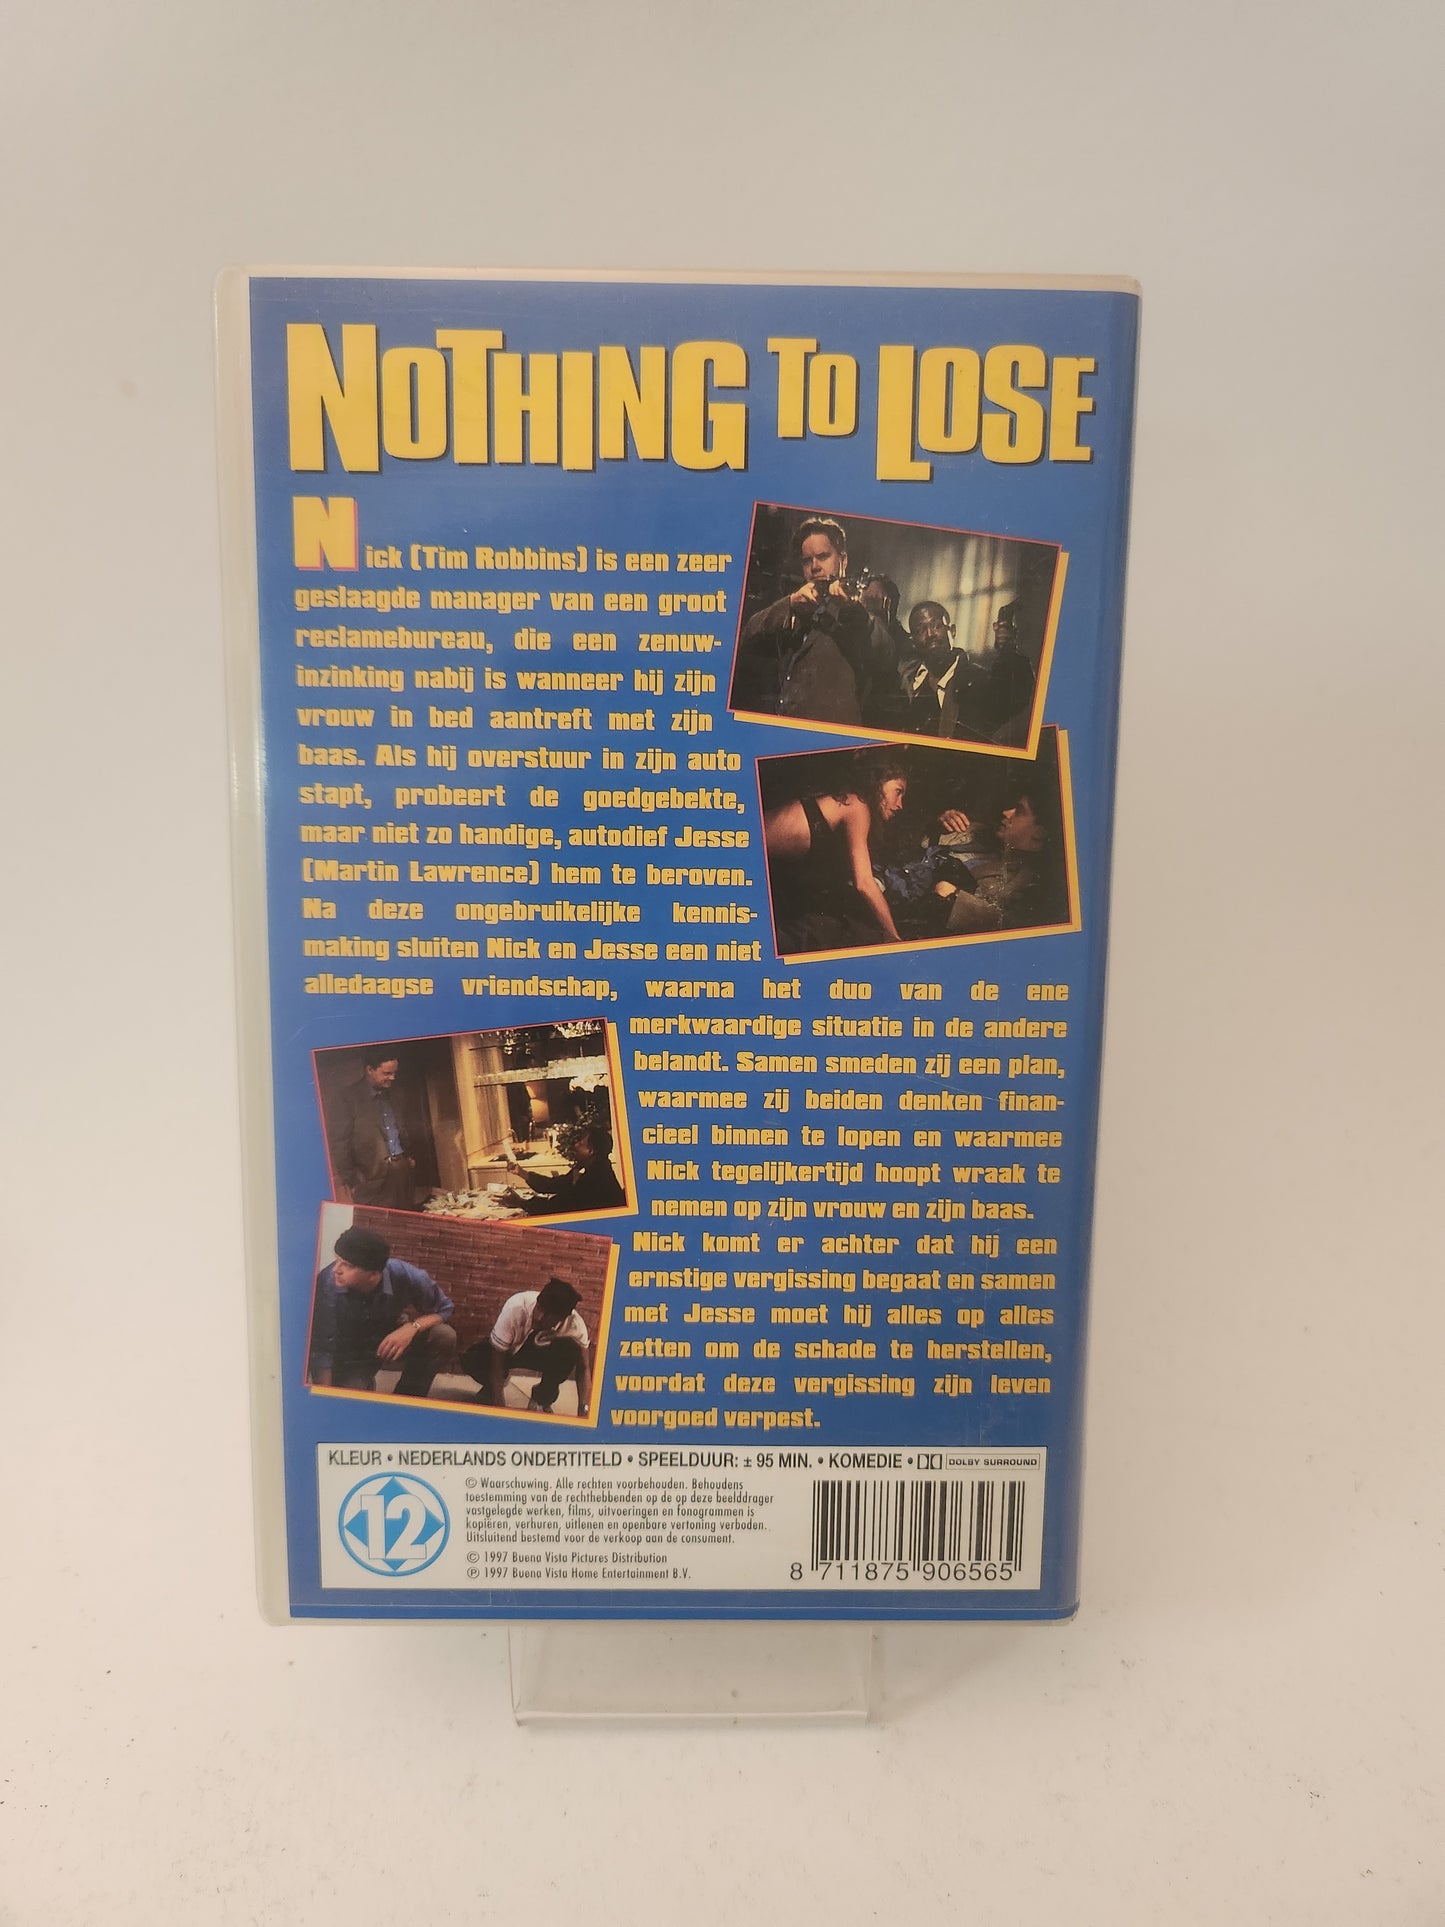 NOTHING TO LOSE
Nick (Tim Robbins) is een zeer
geslaagde manager van een groot
reclamebureau, die een zenuw-
inzinking nabij is wanneer hij zijn
vrouw in bed aantreft met zijn
baas. Als hij overstuur in zijn auto
stapt, probeert de goedgebekte,
maar niet zo handige, autodief Jesse
(Martin Lawrence) hem te beroven.
Na deze ongebruikelijke kennis-
making sluiten Nick en Jesse een niet
alledaagse vriendschap, waarna het duo van de ene
merkwaardige situatie in de andere
belandt. Samen smeden zij een plan,
waarmee zij beiden denken finan-
cieel binnen te lopen en waarmee
Nick tegelijkertijd hoopt wraak te
nemen op zijn vrouw en zijn baas.
Nick komt er achter dat hij een
ernstige vergissing begaat en samen
met Jesse moet hij alles op alles
zetten om de schade te herstellen,
voordat deze vergissing zijn leven
voorgoed verpest.
KLEUR • NEDERLANDS ONDERTITELD • SPEELDUUR: ± 95 MIN. • KOMEDIE • DOLBY SURROUND
12
© Waarschuwing. Alle rechten voorbehouden. Behoudens
toestemming van de rechthebbenden op de op deze beelddrager
vastgelegde werken, films, uitvoeringen en fonogrammen is
kopiëren, verhuren, uitlenen en openbare vertoning verboden.
Uitsluitend bestemd voor de verkoop aan de consument.
© 1997 Buena Vista Pictures Distribution
℗ 1997 Buena Vista Home Entertainment B.V.
8 711875 906565